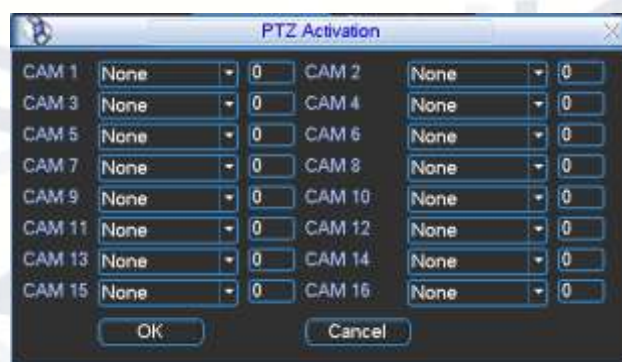 PTZ Activation
CAM 1 None 0 CAM 2 None 0
CAM 3 None 0 CAM 4 None 0
CAM 5 None 0 CAM 6 None 0
CAM 7 None 0 CAM 8 None 0
CAM 9 None 0 CAM 10 None 0
CAM 11 None 0 CAM 12 None 0
CAM 13 None 0 CAM 14 None 0
CAM 15 None 0 CAM 16 None 0
OK Cancel